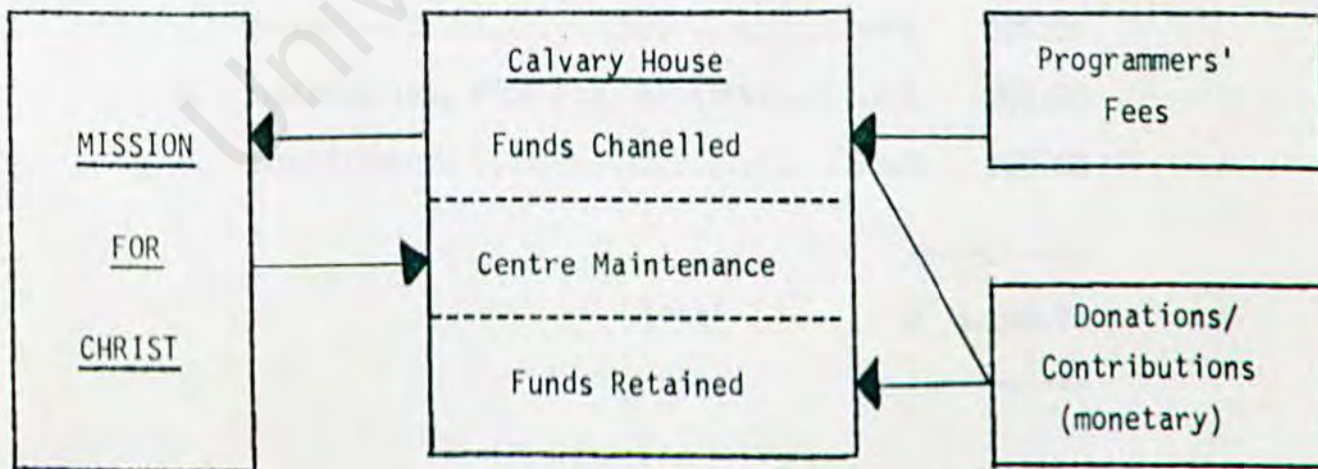 MISSION
FOR
CHRIST
Calvary House
Funds Chanelled
Centre Maintenance
Funds Retained
Programmers'
Fees
Donations/
Contributions
(monetary)